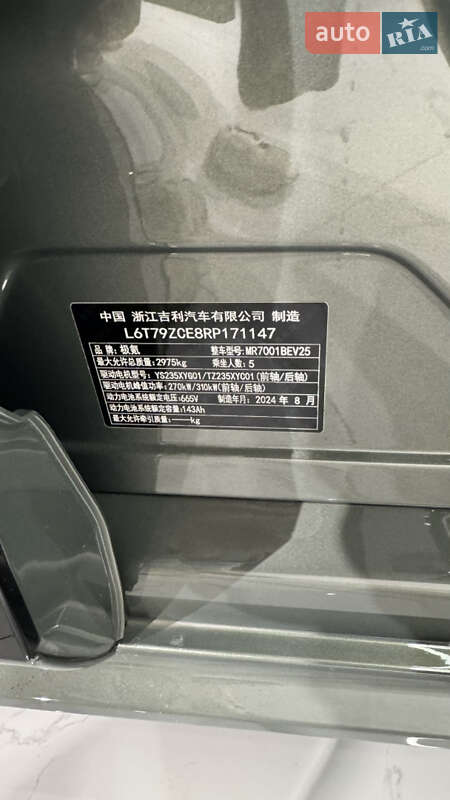 auto RIA.com
中国 浙江吉利汽车有限公司 制造
L6T79ZCE8RP171147
品牌：极氪 整车型号：MR7001BEV25
最大允许总质量：2975kg 乘坐人数：5
驱动电机型号：YS235XYG01/TZ235XYC01(前轴/后轴)
驱动电机峰值功率：270kW/310kW(前轴/后轴)
动力电池系统额定电压：665V 制造年月：2024 年 8 月
动力电池系统额定容量：143Ah
最大允许牵引质量：——kg